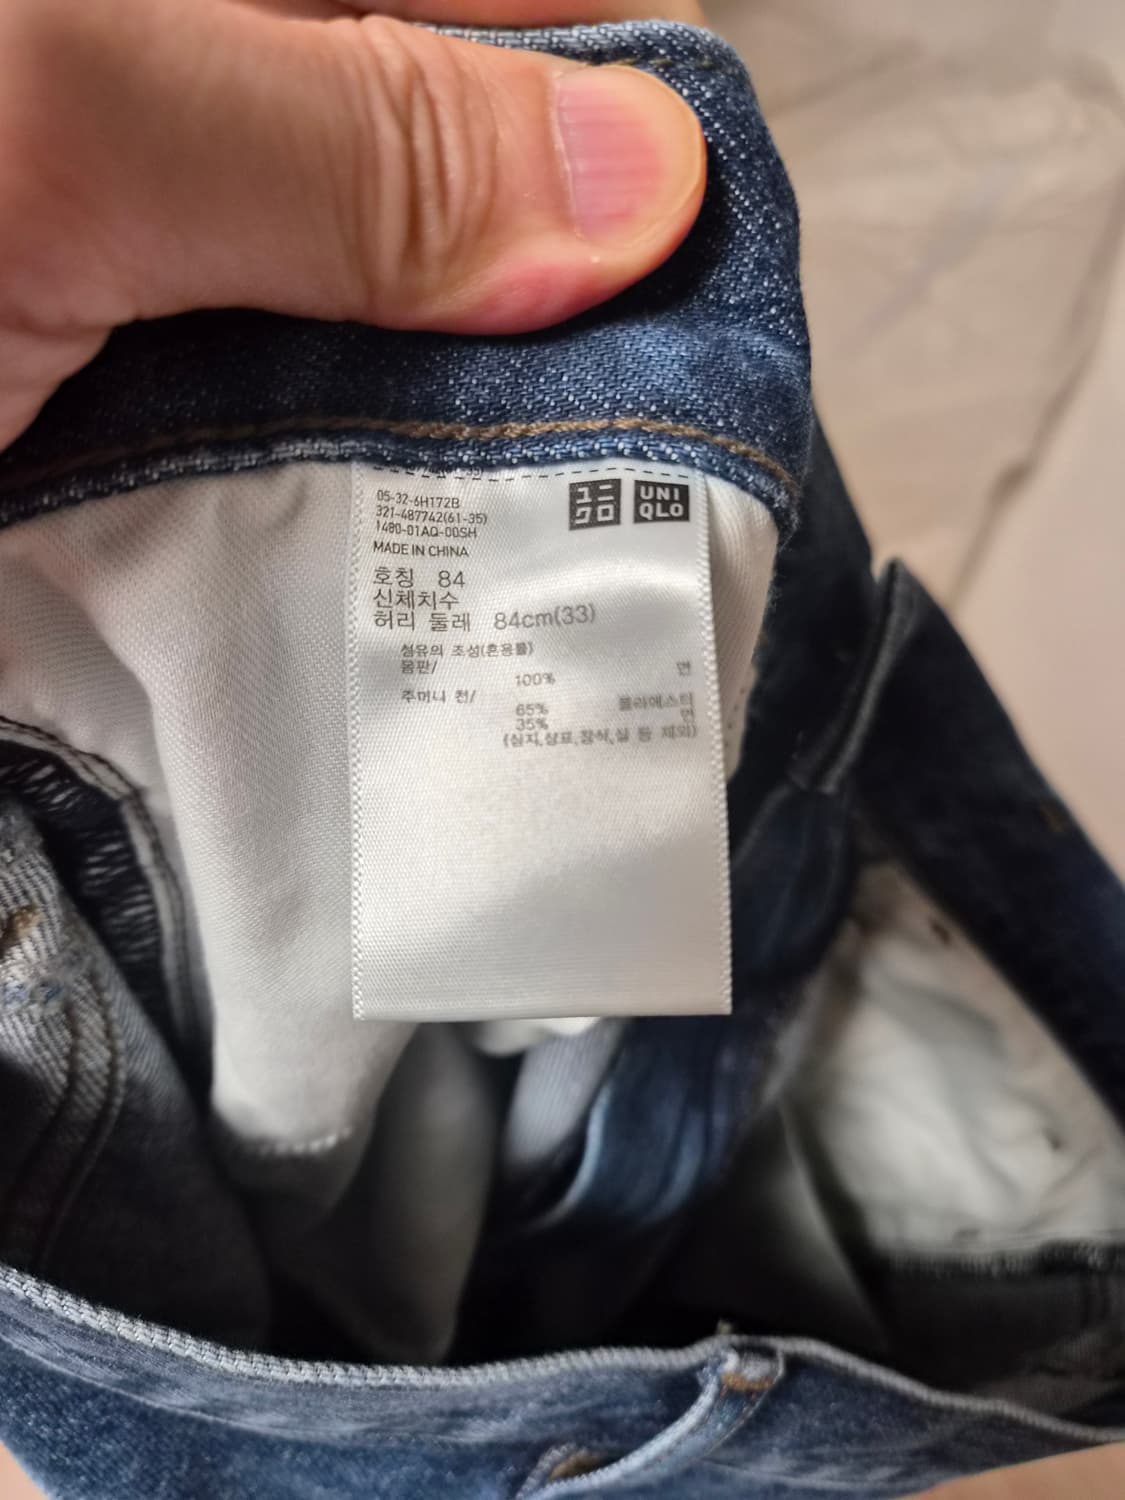 ユニ
クロ
UNI
QLO
05-32-6H172B
321-487742(61-35)
1480-01AQ-00SH
MADE IN CHINA
호칭 84
신체치수
허리 둘레 84cm(33)
섬유의 조성(혼용률)
몸판/
100% 면
주머니 천/
65% 폴리에스터
35% 면
(심지,상표,장식,실 등 제외)